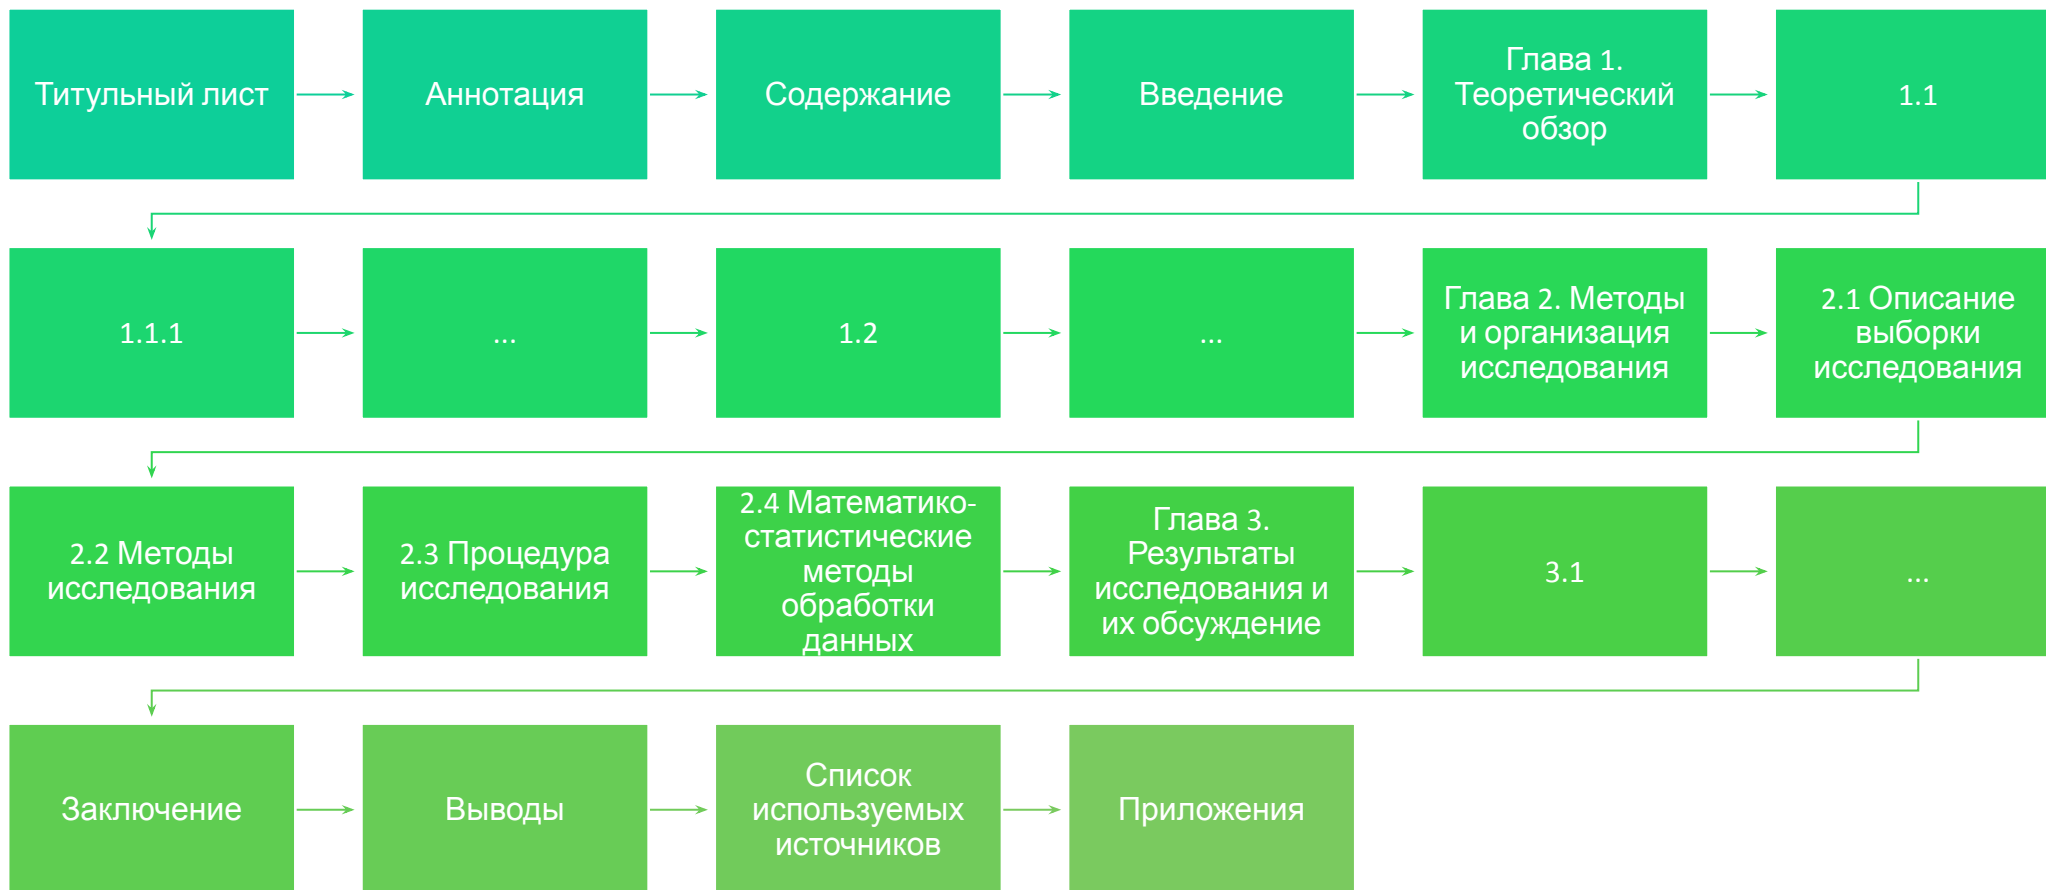 Титульный лист
Аннотация
Содержание
Введение
Глава 1.
Теоретический
обзор
1.1
1.1.1
...
1.2
...
Глава 2. Методы
и организация
исследования
2.1 Описание
выборки
исследования
2.2 Методы
исследования
2.3 Процедура
исследования
2.4 Математико-
статистические
методы
обработки
данных
Глава 3.
Результаты
исследования и
их обсуждение
3.1
...
Заключение
Выводы
Список
используемых
источников
Приложения